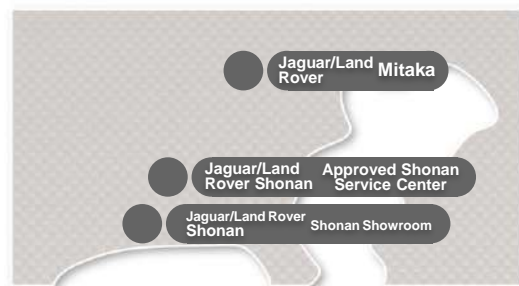 Jaguar/Land Rover Mitaka
Jaguar/Land Rover Shonan Approved Shonan Service Center
Jaguar/Land Rover Shonan Shonan Showroom